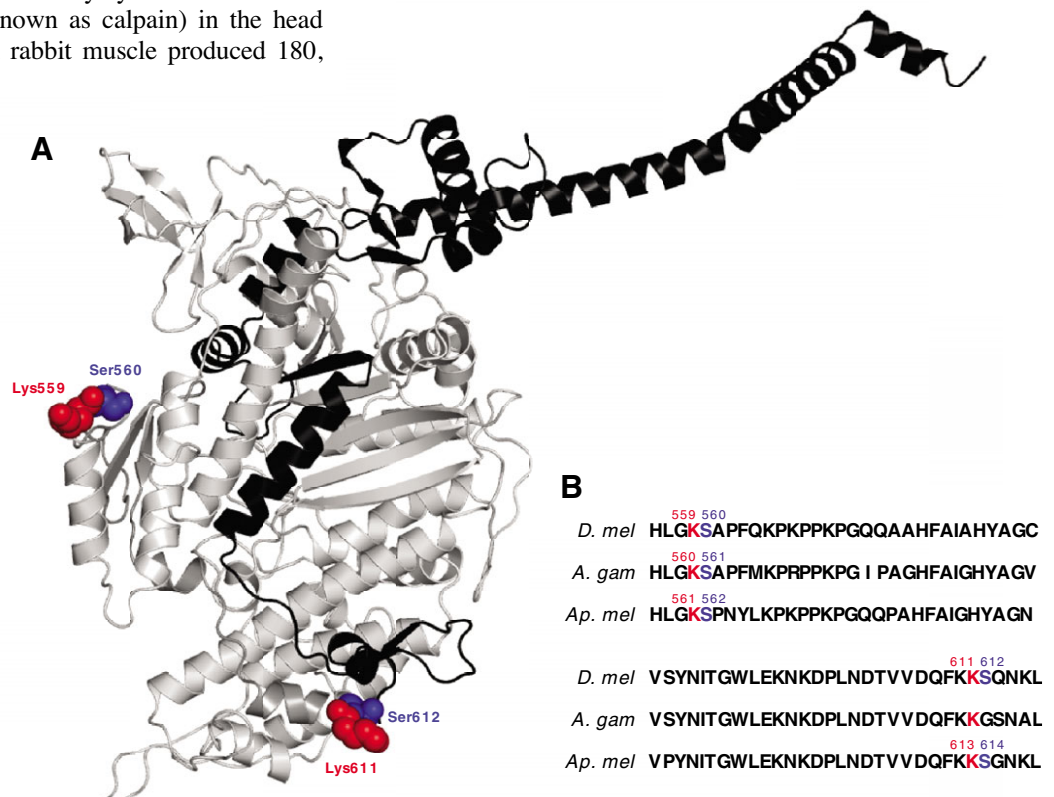 nown as calpain) in the head
rabbit muscle produced 180,
A
Ser560
Lys559
Ser612
Lys611
B
559 560
D. mel HLGKSAPFQKPKPPKPGQQAAHFAIAHYAGC
560 561
A. gam HLGKSAPFMKPRPPKPG I PAGHFAIGHYAGV
561 562
Ap. mel HLGKSPNYLKPKPPKPGQQPAHFAIGHYAGN
611 612
D. mel VSYNITGWLEKNKDPLNDTVVDQFKKSQNKL
A. gam VSYNITGWLEKNKDPLNDTVVDQFKKGSNAL
613 614
Ap. mel VPYNITGWLEKNKDPLNDTVVDQFKKSGNKL